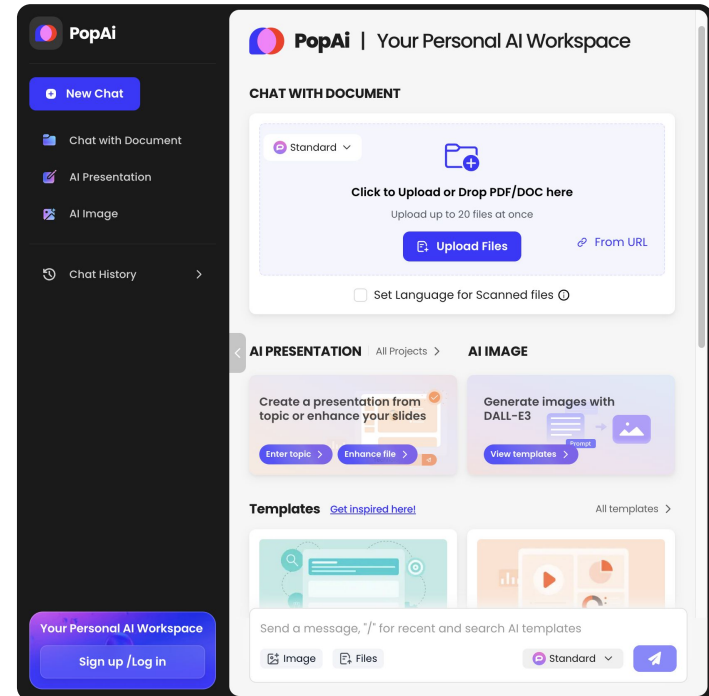 PopAi
New Chat
Chat with Document
AI Presentation
AI Image
Chat History
Your Personal AI Workspace
Sign up /Log in
PopAi | Your Personal AI Workspace
CHAT WITH DOCUMENT
Standard
Click to Upload or Drop PDF/DOC here
Upload up to 20 files at once
Upload Files
From URL
Set Language for Scanned files
AI PRESENTATION
All Projects
Create a presentation from
topic or enhance your slides
Enter topic
Enhance file
AI IMAGE
Generate images with
DALL-E3
Prompt
View templates
Templates Get inspired here!
All templates
Send a message, "/" for recent and search AI templates
Image
Files
Standard